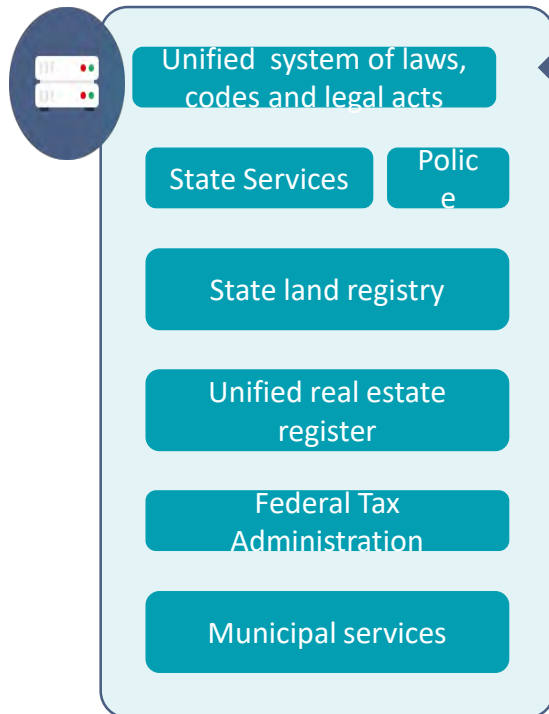 Unified  system of laws,
codes and legal acts
State Services
Polic
e
State land registry
Unified real estate
register
Federal Tax
Administration
Municipal services